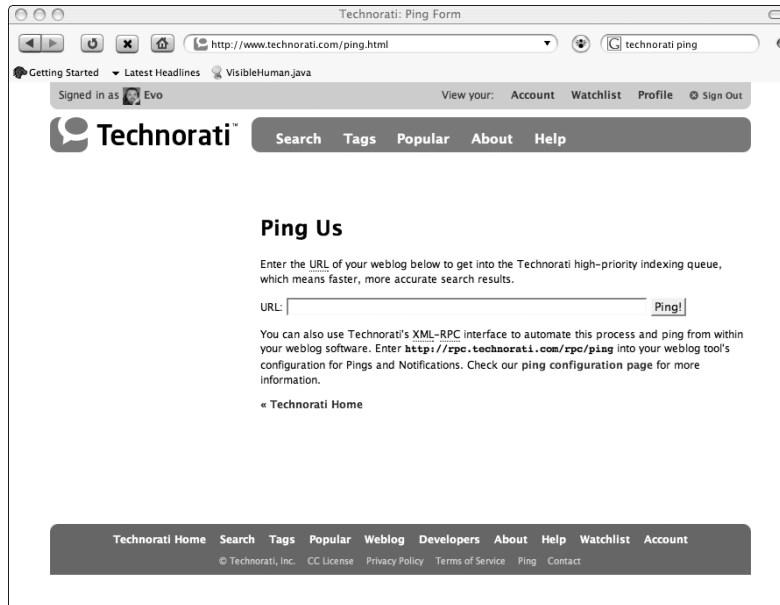 Technorati: Ping Form
http://www.technorati.com/ping.html
G technorati ping
Getting Started Latest Headlines VisibleHuman.java
Signed in as Evo View your: Account Watchlist Profile Sign Out
Technorati™ Search Tags Popular About Help
Ping Us
Enter the URL of your weblog below to get into the Technorati high-priority indexing queue,
which means faster, more accurate search results.
URL: Ping!
You can also use Technorati's XML-RPC interface to automate this process and ping from within
your weblog software. Enter http://rpc.technorati.com/rpc/ping into your weblog tool's
configuration for Pings and Notifications. Check our ping configuration page for more
information.
« Technorati Home
Technorati Home Search Tags Popular Weblog Developers About Help Watchlist Account
© Technorati, Inc. CC License Privacy Policy Terms of Service Ping Contact